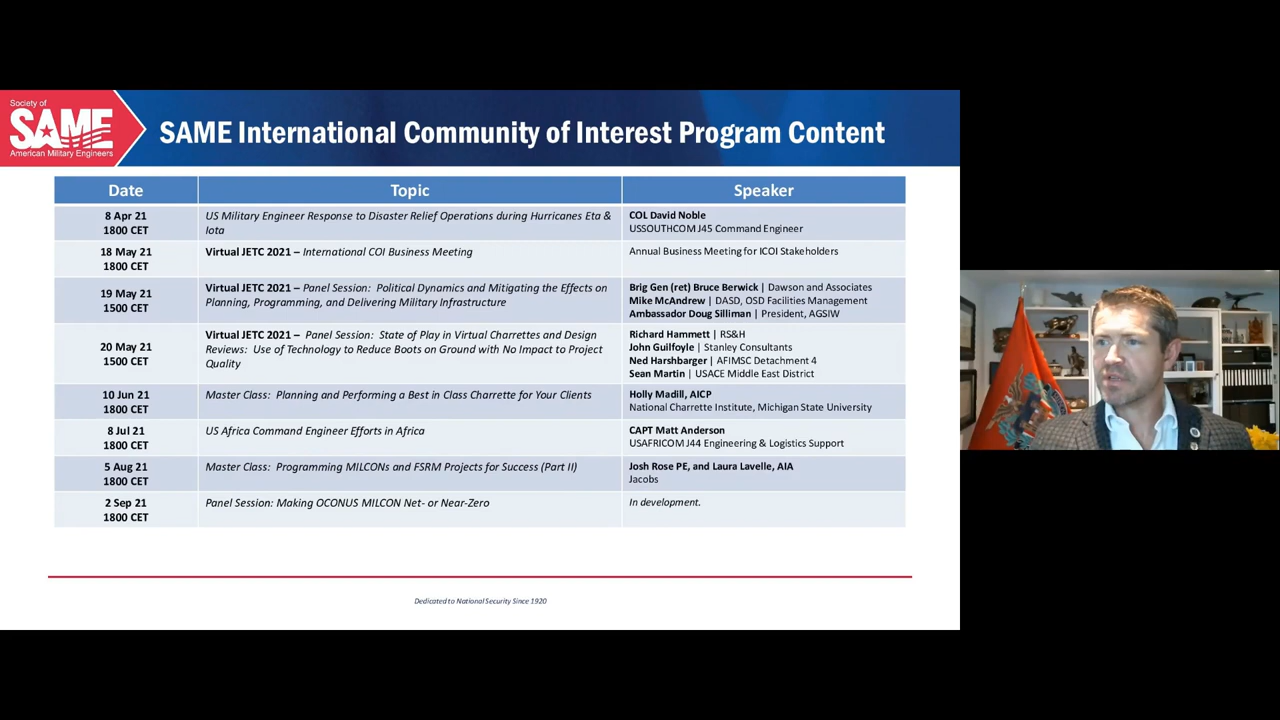 Society of
SAME
American Military Engineers
SAME International Community of Interest Program Content
Date
Topic
Speaker
8 Apr 21
1800 CET
US Military Engineer Response to Disaster Relief Operations during Hurricanes Eta &
Iota
COL David Noble
USSOUTHCOM J45 Command Engineer
18 May 21
1800 CET
Virtual JETC 2021 – International COI Business Meeting
Annual Business Meeting for ICOI Stakeholders
19 May 21
1500 CET
Virtual JETC 2021 – Panel Session: Political Dynamics and Mitigating the Effects on
Planning, Programming, and Delivering Military Infrastructure
Brig Gen (ret) Bruce Berwick | Dawson and Associates
Mike McAndrew | DASD, OSD Facilities Management
Ambassador Doug Silliman | President, AGSIW
20 May 21
1500 CET
Virtual JETC 2021 – Panel Session: State of Play in Virtual Charrettes and Design
Reviews: Use of Technology to Reduce Boots on Ground with No Impact to Project
Quality
Richard Hammett | RS&H
John Guilfoyle | Stanley Consultants
Ned Harshbarger | AFIMSC Detachment 4
Sean Martin | USACE Middle East District
10 Jun 21
1800 CET
Master Class: Planning and Performing a Best in Class Charrette for Your Clients
Holly Madill, AICP
National Charrette Institute, Michigan State University
8 Jul 21
1800 CET
US Africa Command Engineer Efforts in Africa
CAPT Matt Anderson
USAFRICOM J44 Engineering & Logistics Support
5 Aug 21
1800 CET
Master Class: Programming MILCONs and FSRM Projects for Success (Part II)
Josh Rose PE, and Laura Lavelle, AIA
Jacobs
2 Sep 21
1800 CET
Panel Session: Making OCONUS MILCON Net- or Near-Zero
In development.
Dedicated to National Security Since 1920